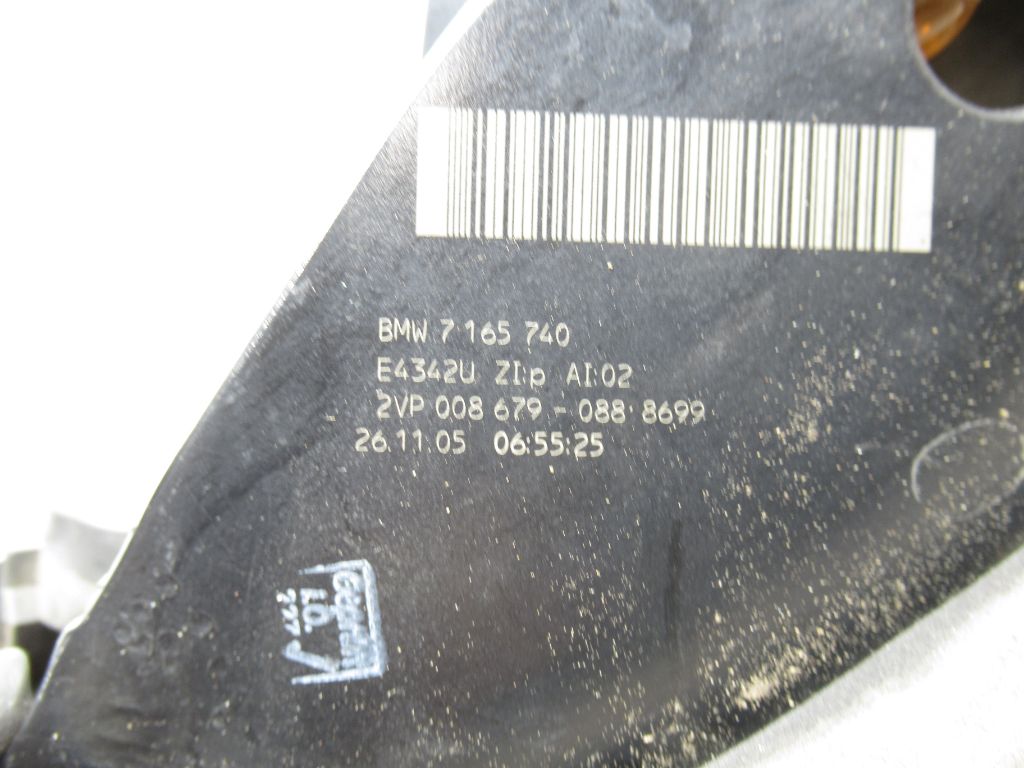 BMW 7 165 740
E4342U ZI:p AI:02
2VP 008 679 - 088 8699
26.11.05 06:55:25
I.O.